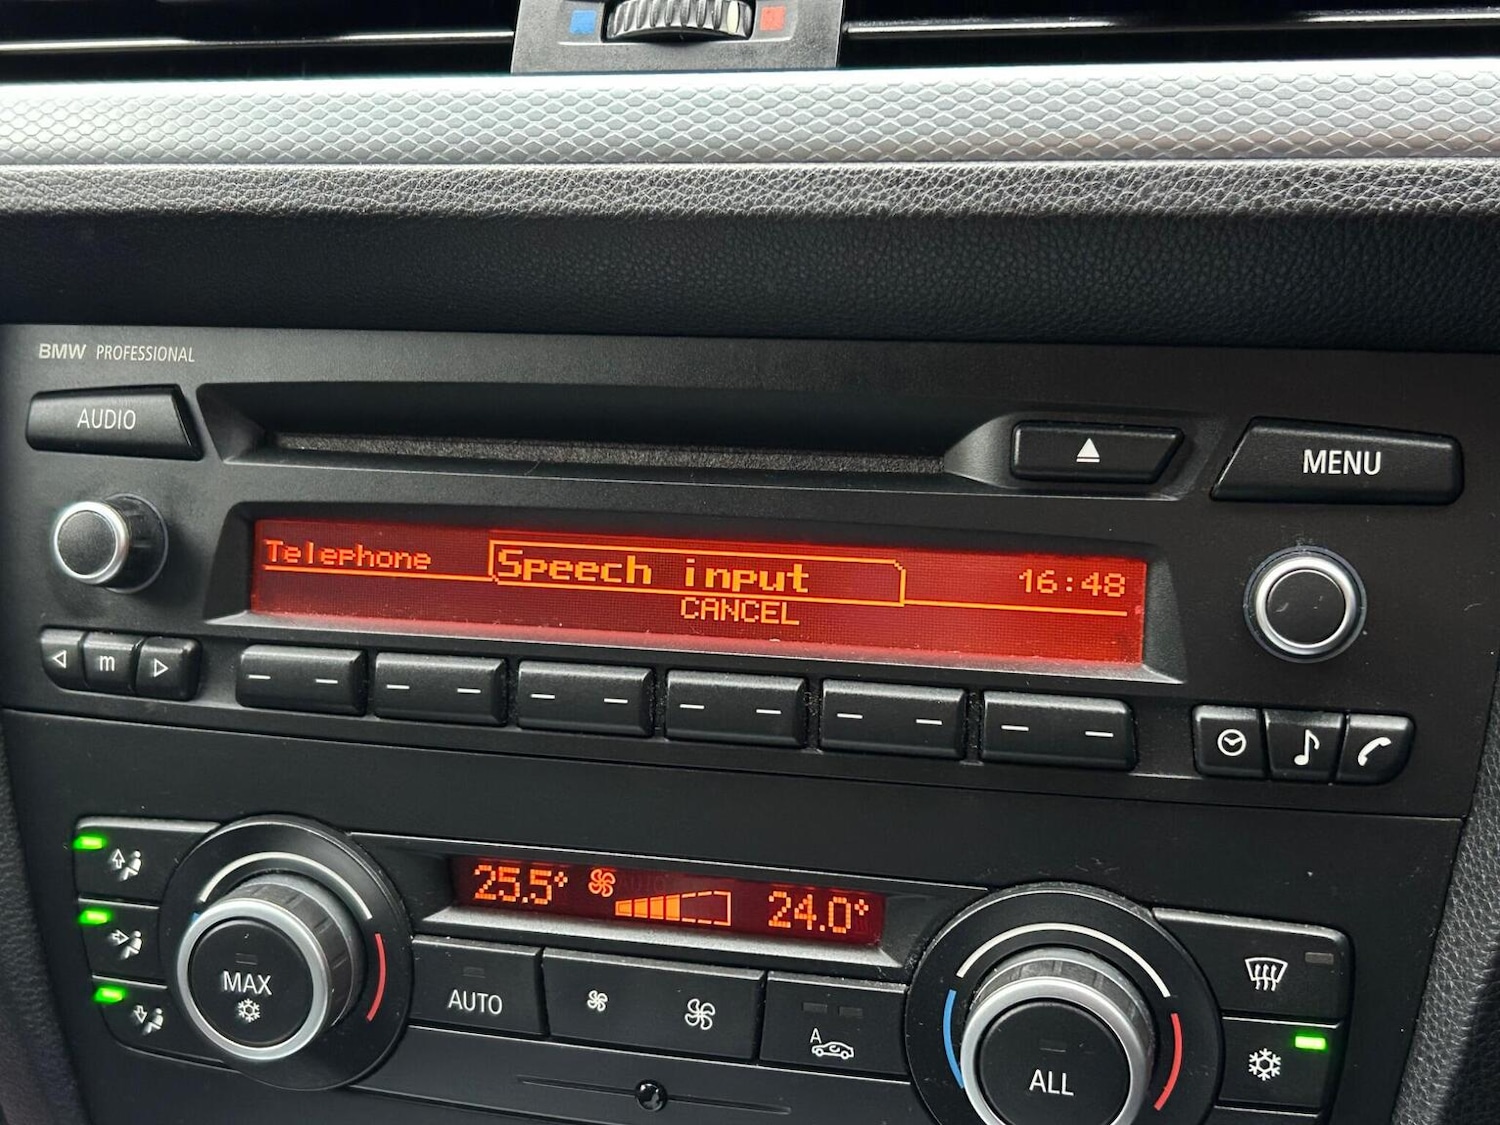 BMW PROFESSIONAL
AUDIO
MENU
Telephone Speech input 16:48
CANCEL
m
25.5° 24.0°
MAX
AUTO
A
ALL